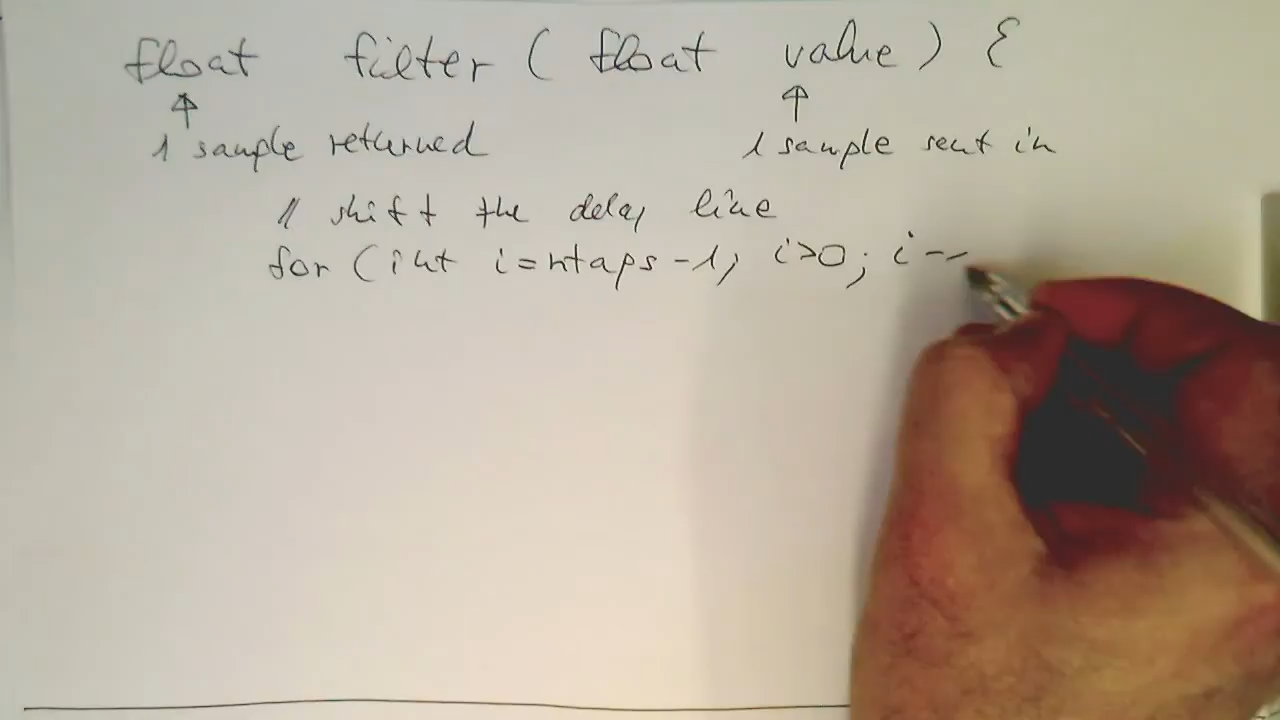 float filter ( float value ) {
↑ ↑
1 sample returned 1 sample sent in
// shift the delay line
for ( int i=ntaps -1; i>0; i--